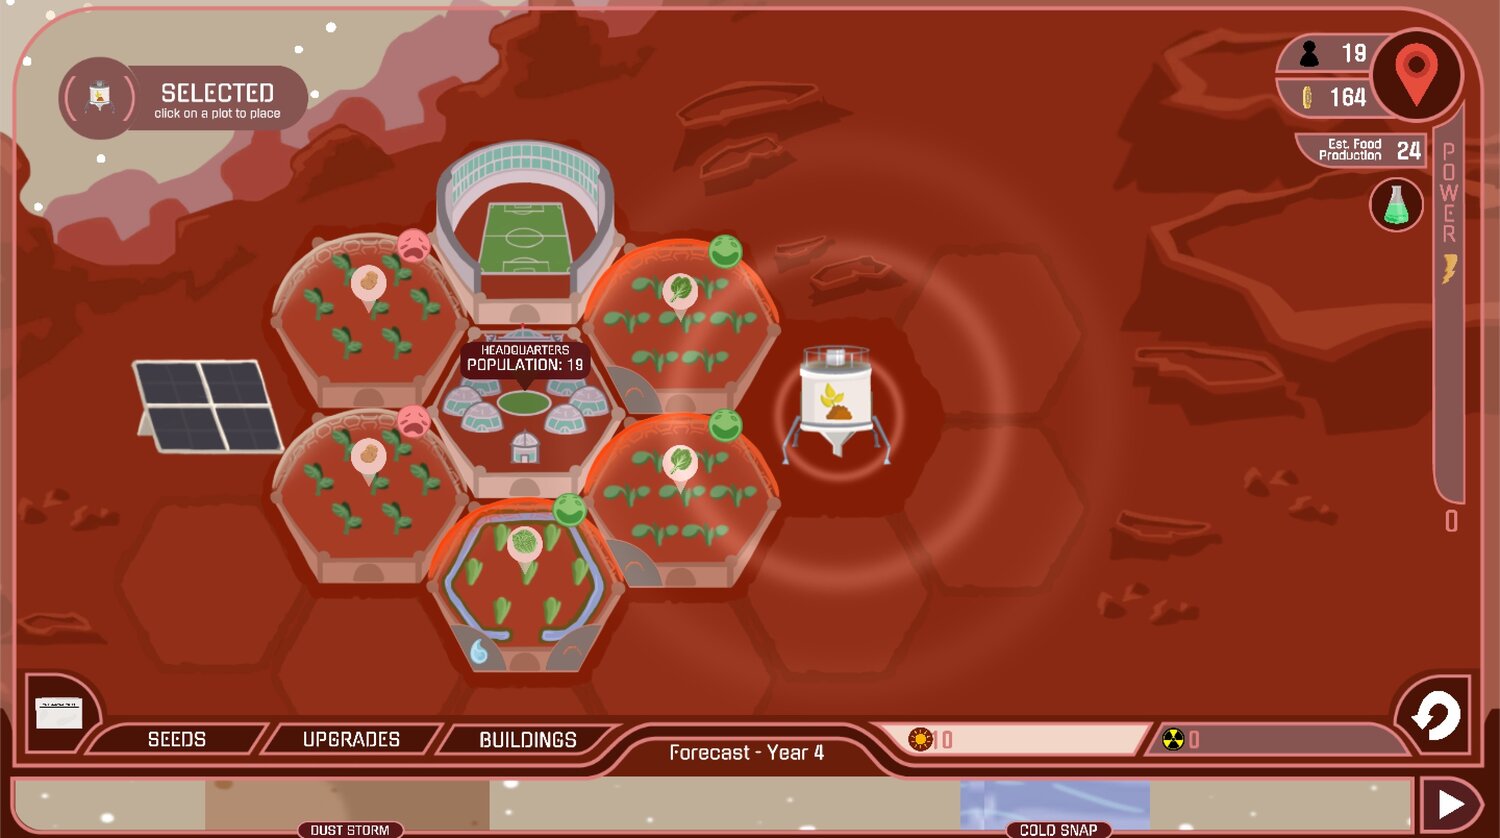 SELECTED
click on a plot to place
19
164
Est. Food
Production
24
POWER
0
HEADQUARTERS
POPULATION: 19
SEEDS
UPGRADES
BUILDINGS
Forecast - Year 4
10
0
DUST STORM
COLD SNAP